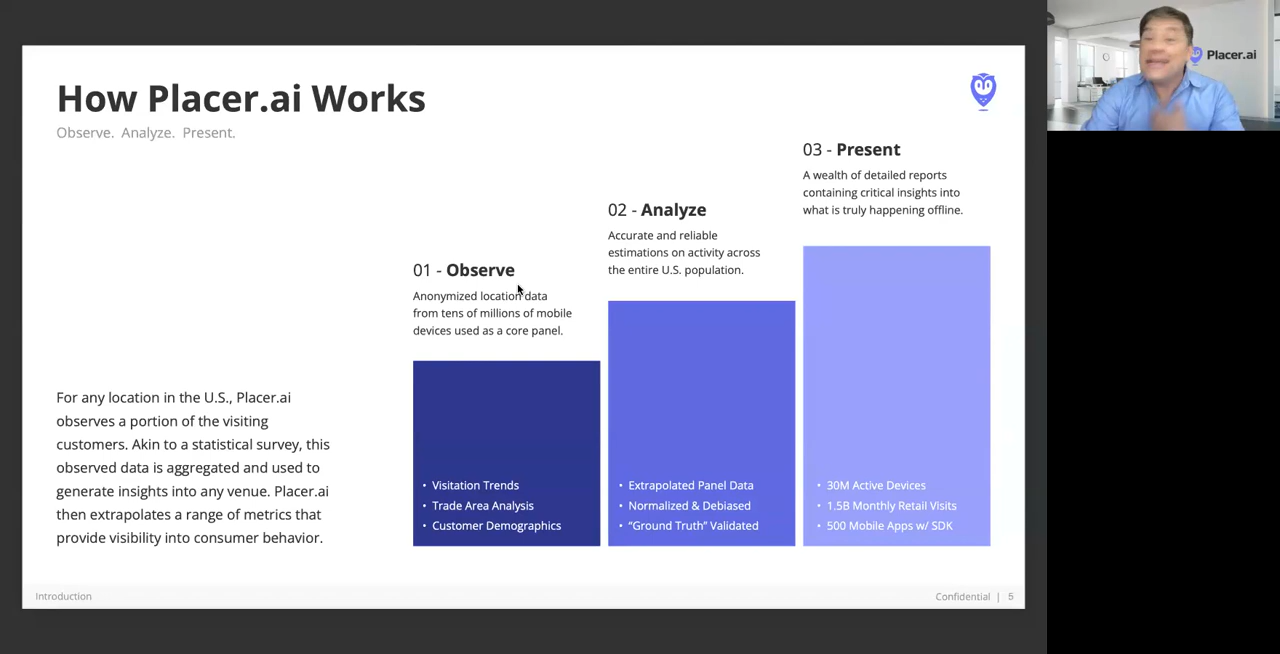 How Placer.ai Works
Observe. Analyze. Present.
For any location in the U.S., Placer.ai
observes a portion of the visiting
customers. Akin to a statistical survey, this
observed data is aggregated and used to
generate insights into any venue. Placer.ai
then extrapolates a range of metrics that
provide visibility into consumer behavior.
01 - Observe
Anonymized location data
from tens of millions of mobile
devices used as a core panel.
• Visitation Trends
• Trade Area Analysis
• Customer Demographics
02 - Analyze
Accurate and reliable
estimations on activity across
the entire U.S. population.
• Extrapolated Panel Data
• Normalized & Debiased
• “Ground Truth” Validated
03 - Present
A wealth of detailed reports
containing critical insights into
what is truly happening offline.
• 30M Active Devices
• 1.5B Monthly Retail Visits
• 500 Mobile Apps w/ SDK
Introduction
Confidential | 5
Placer.ai